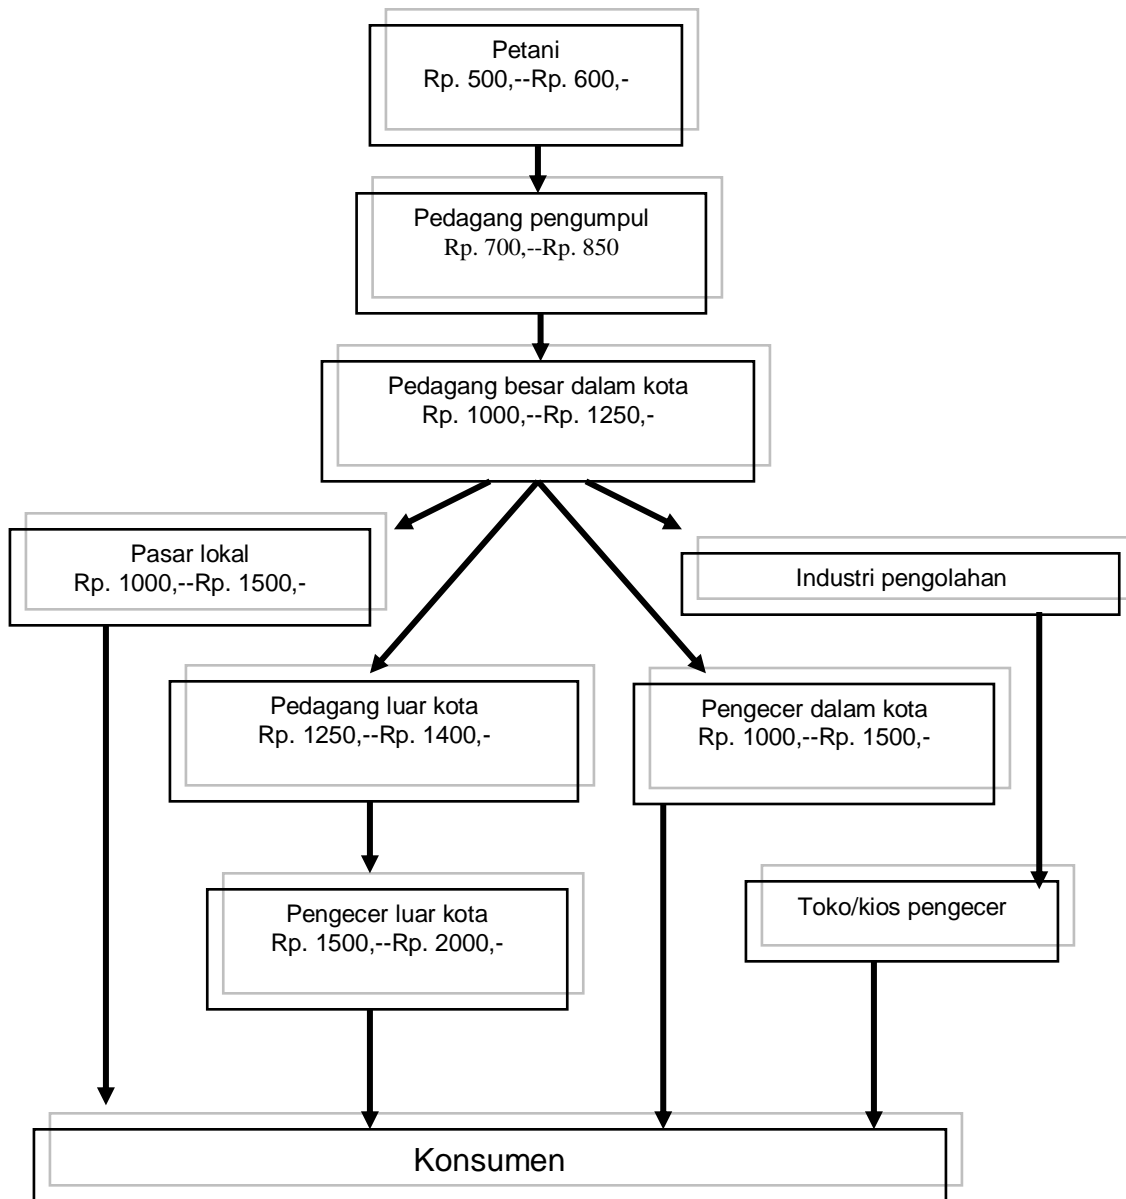 Petani
Rp. 500,--Rp. 600,-
Pedagang pengumpul
Rp. 700,--Rp. 850
Pedagang besar dalam kota
Rp. 1000,--Rp. 1250,-
Pasar lokal
Rp. 1000,--Rp. 1500,-
Industri pengolahan
Pedagang luar kota
Rp. 1250,--Rp. 1400,-
Pengecer dalam kota
Rp. 1000,--Rp. 1500,-
Pengecer luar kota
Rp. 1500,--Rp. 2000,-
Toko/kios pengecer
Konsumen